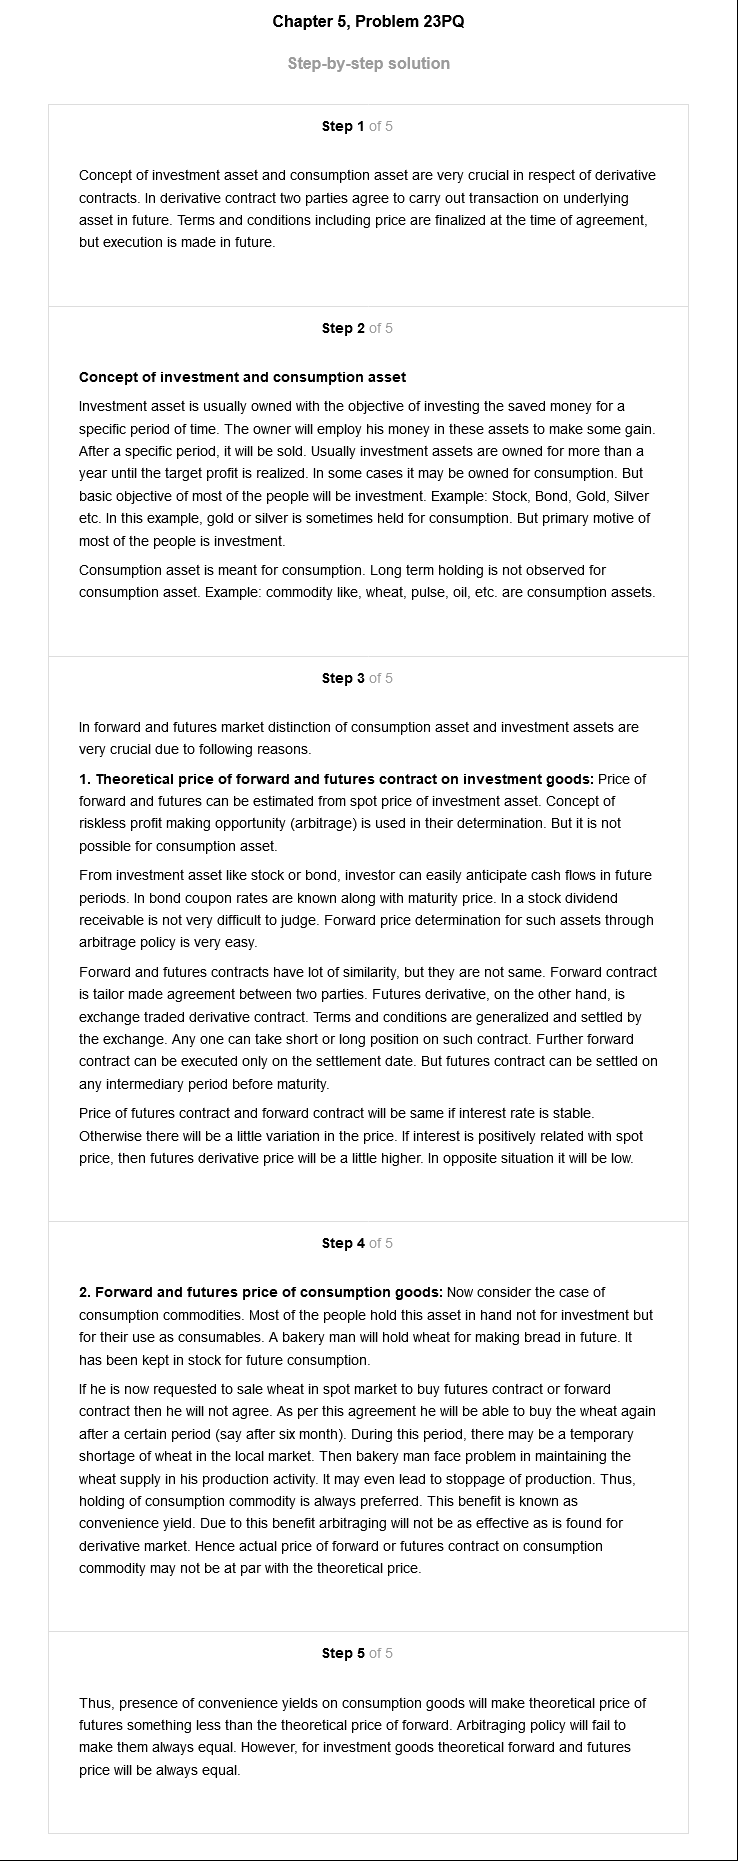 Chapter 5, Problem 23PQ
Step-by-step solution
Step 1 of 5
Concept of investment asset and consumption asset are very crucial in respect of derivative
contracts. In derivative contract two parties agree to carry out transaction on underlying
asset in future. Terms and conditions including price are finalized at the time of agreement,
but execution is made in future.
Step 2 of 5
Concept of investment and consumption asset
Investment asset is usually owned with the objective of investing the saved money for a
specific period of time. The owner will employ his money in these assets to make some gain.
After a specific period, it will be sold. Usually investment assets are owned for more than a
year until the target profit is realized. In some cases it may be owned for consumption. But
basic objective of most of the people will be investment. Example: Stock, Bond, Gold, Silver
etc. In this example, gold or silver is sometimes held for consumption. But primary motive of
most of the people is investment.
Consumption asset is meant for consumption. Long term holding is not observed for
consumption asset. Example: commodity like, wheat, pulse, oil, etc. are consumption assets.
Step 3 of 5
In forward and futures market distinction of consumption asset and investment assets are
very crucial due to following reasons.
1. Theoretical price of forward and futures contract on investment goods: Price of
forward and futures can be estimated from spot price of investment asset. Concept of
riskless profit making opportunity (arbitrage) is used in their determination. But it is not
possible for consumption asset.
From investment asset like stock or bond, investor can easily anticipate cash flows in future
periods. In bond coupon rates are known along with maturity price. In a stock dividend
receivable is not very difficult to judge. Forward price determination for such assets through
arbitrage policy is very easy.
Forward and futures contracts have lot of similarity, but they are not same. Forward contract
is tailor made agreement between two parties. Futures derivative, on the other hand, is
exchange traded derivative contract. Terms and conditions are generalized and settled by
the exchange. Any one can take short or long position on such contract. Further forward
contract can be executed only on the settlement date. But futures contract can be settled on
any intermediary period before maturity.
Price of futures contract and forward contract will be same if interest rate is stable.
Otherwise there will be a little variation in the price. If interest is positively related with spot
price, then futures derivative price will be a little higher. In opposite situation it will be low.
Step 4 of 5
2. Forward and futures price of consumption goods: Now consider the case of
consumption commodities. Most of the people hold this asset in hand not for investment but
for their use as consumables. A bakery man will hold wheat for making bread in future. It
has been kept in stock for future consumption.
If he is now requested to sale wheat in spot market to buy futures contract or forward
contract then he will not agree. As per this agreement he will be able to buy the wheat again
after a certain period (say after six month). During this period, there may be a temporary
shortage of wheat in the local market. Then bakery man face problem in maintaining the
wheat supply in his production activity. It may even lead to stoppage of production. Thus,
holding of consumption commodity is always preferred. This benefit is known as
convenience yield. Due to this benefit arbitraging will not be as effective as is found for
derivative market. Hence actual price of forward or futures contract on consumption
commodity may not be at par with the theoretical price.
Step 5 of 5
Thus, presence of convenience yields on consumption goods will make theoretical price of
futures something less than the theoretical price of forward. Arbitraging policy will fail to
make them always equal. However, for investment goods theoretical forward and futures
price will be always equal.